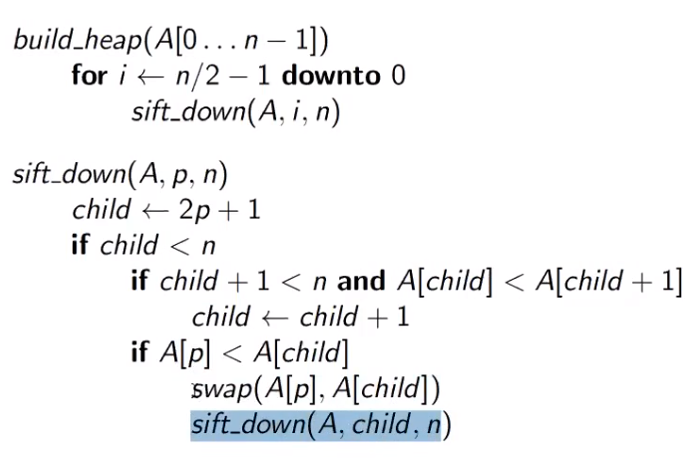 build_heap(A[0...n − 1])
for i ← n/2 − 1 downto 0
sift_down(A, i, n)
sift_down(A, p, n)
child ← 2p + 1
if child < n
if child + 1 < n and A[child] < A[child + 1]
child ← child + 1
if A[p] < A[child]
swap(A[p], A[child])
sift_down(A, child, n)